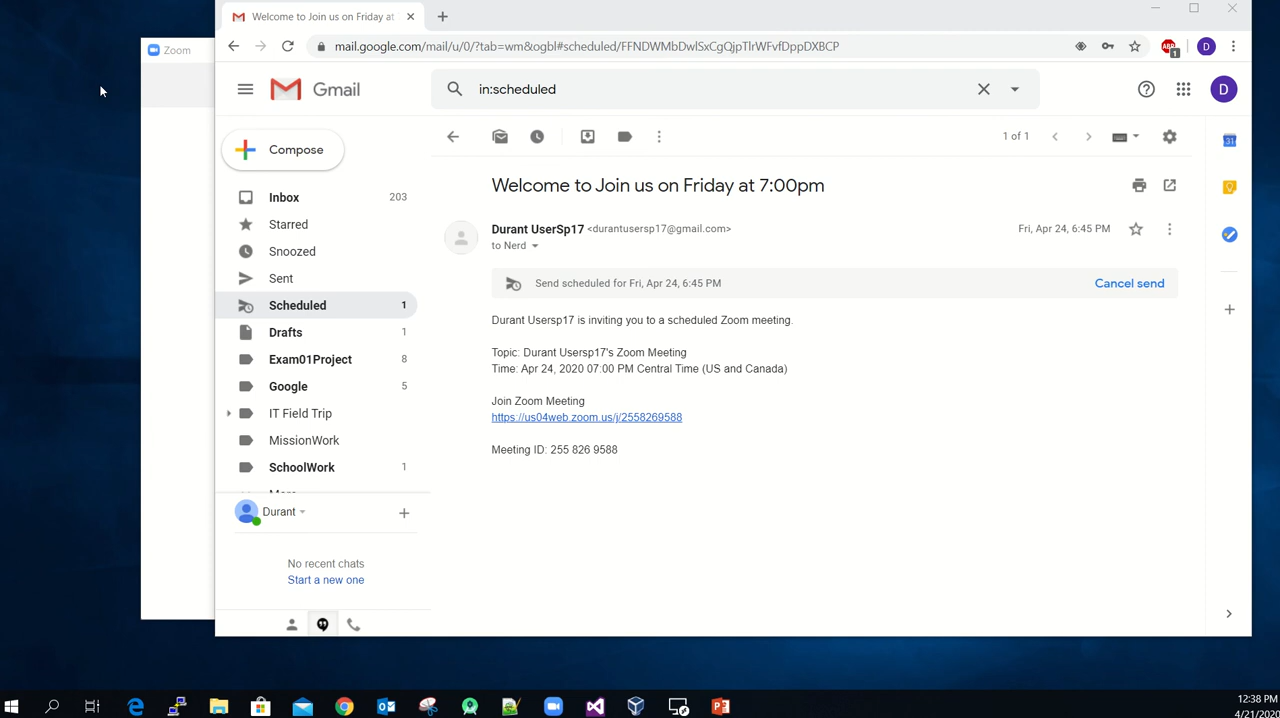 Zoom
Welcome to Join us on Friday at
mail.google.com/mail/u/0/?tab=wm&ogbl#scheduled/FFNDWMbDwlSxCgQjpTlrWFvfDppDXBCP
ABP
1
D
Gmail
in:scheduled
D
Compose
1 of 1
31
Inbox 203
Starred
Snoozed
Sent
Scheduled 1
Drafts 1
Exam01Project 8
Google 5
IT Field Trip
MissionWork
SchoolWork 1
More
Durant
No recent chats
Start a new one
Welcome to Join us on Friday at 7:00pm
Durant UserSp17 <durantusersp17@gmail.com>
Fri, Apr 24, 6:45 PM
to Nerd
Send scheduled for Fri, Apr 24, 6:45 PM
Cancel send
Durant Usersp17 is inviting you to a scheduled Zoom meeting.
Topic: Durant Usersp17's Zoom Meeting
Time: Apr 24, 2020 07:00 PM Central Time (US and Canada)
Join Zoom Meeting
https://us04web.zoom.us/j/2558269588
Meeting ID: 255 826 9588
12:38 PM
4/21/2020